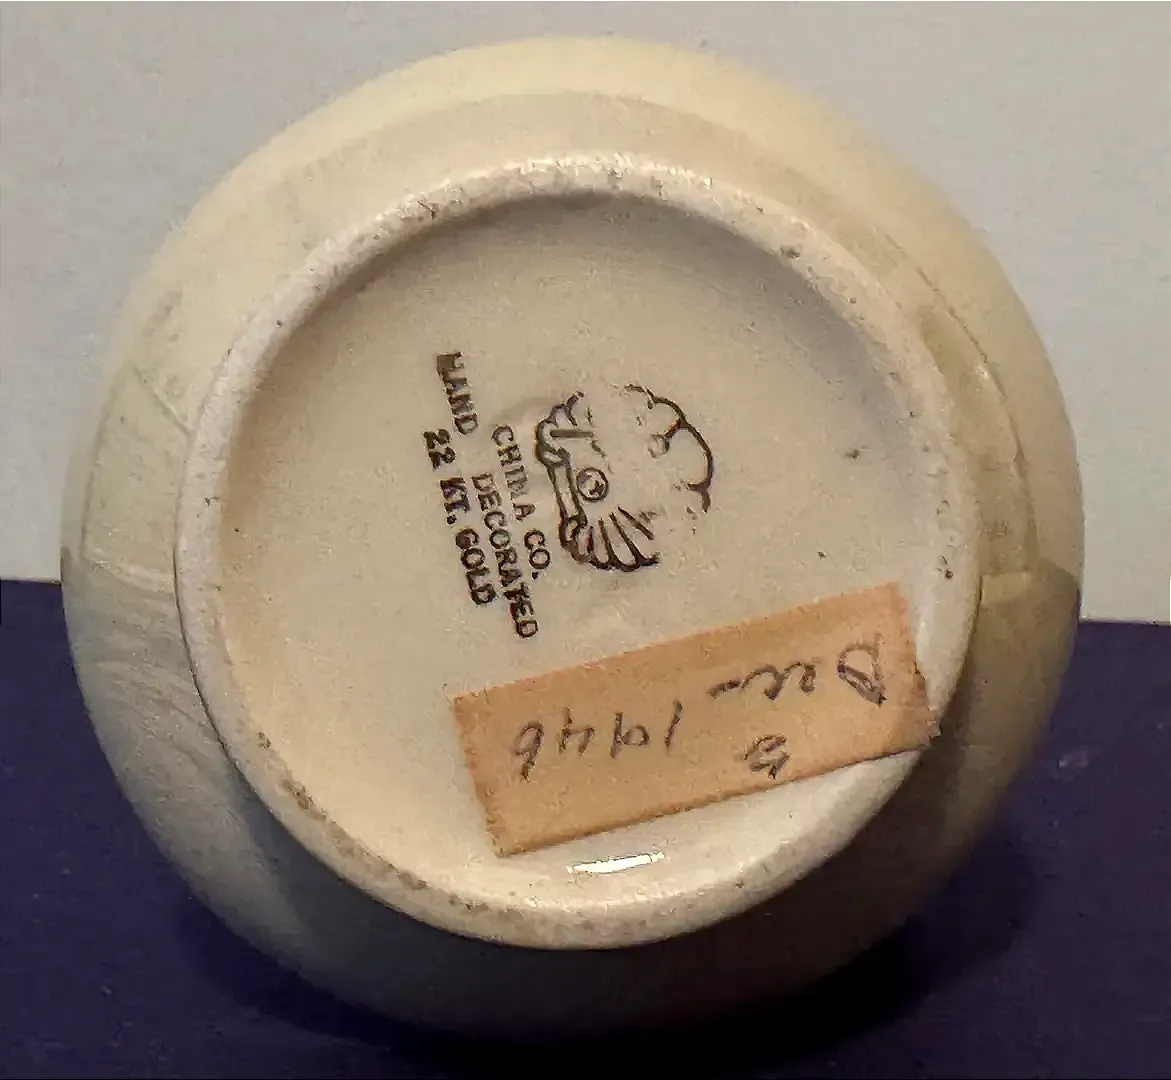 CHINA CO.
HAND DECORATED
22 KT. GOLD
Dec 1946